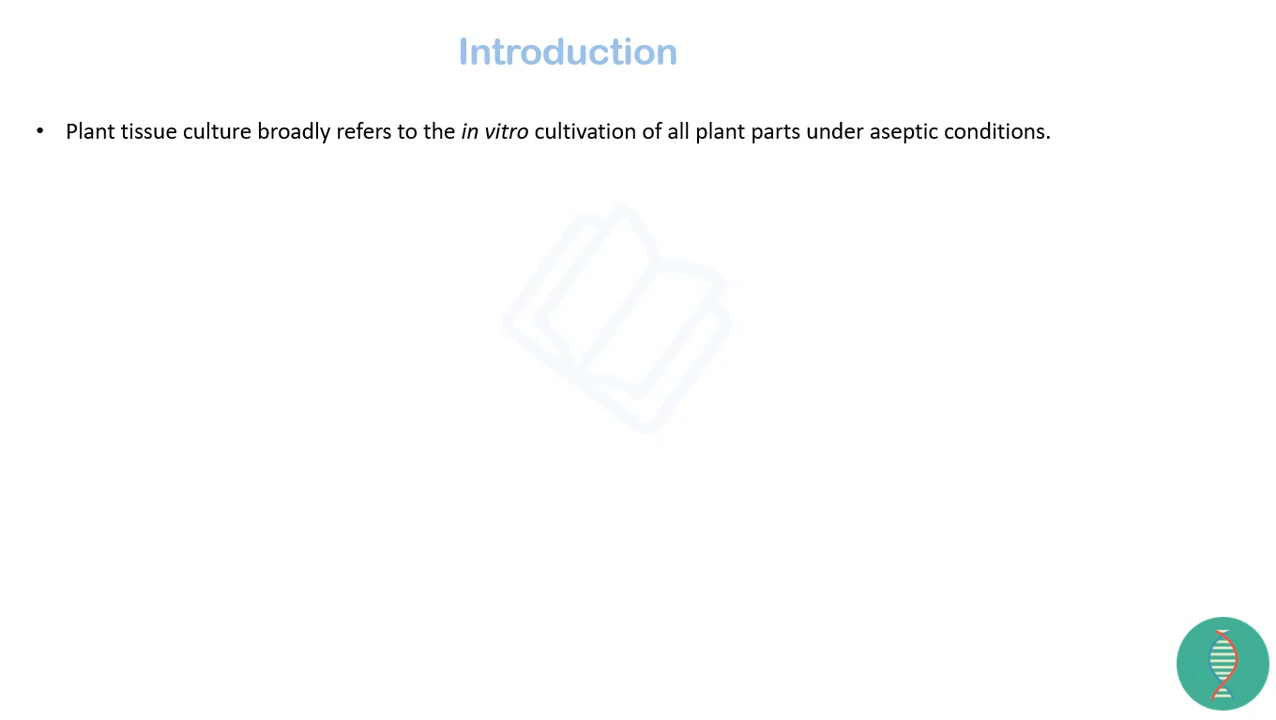 Introduction
• Plant tissue culture broadly refers to the in vitro cultivation of all plant parts under aseptic conditions.